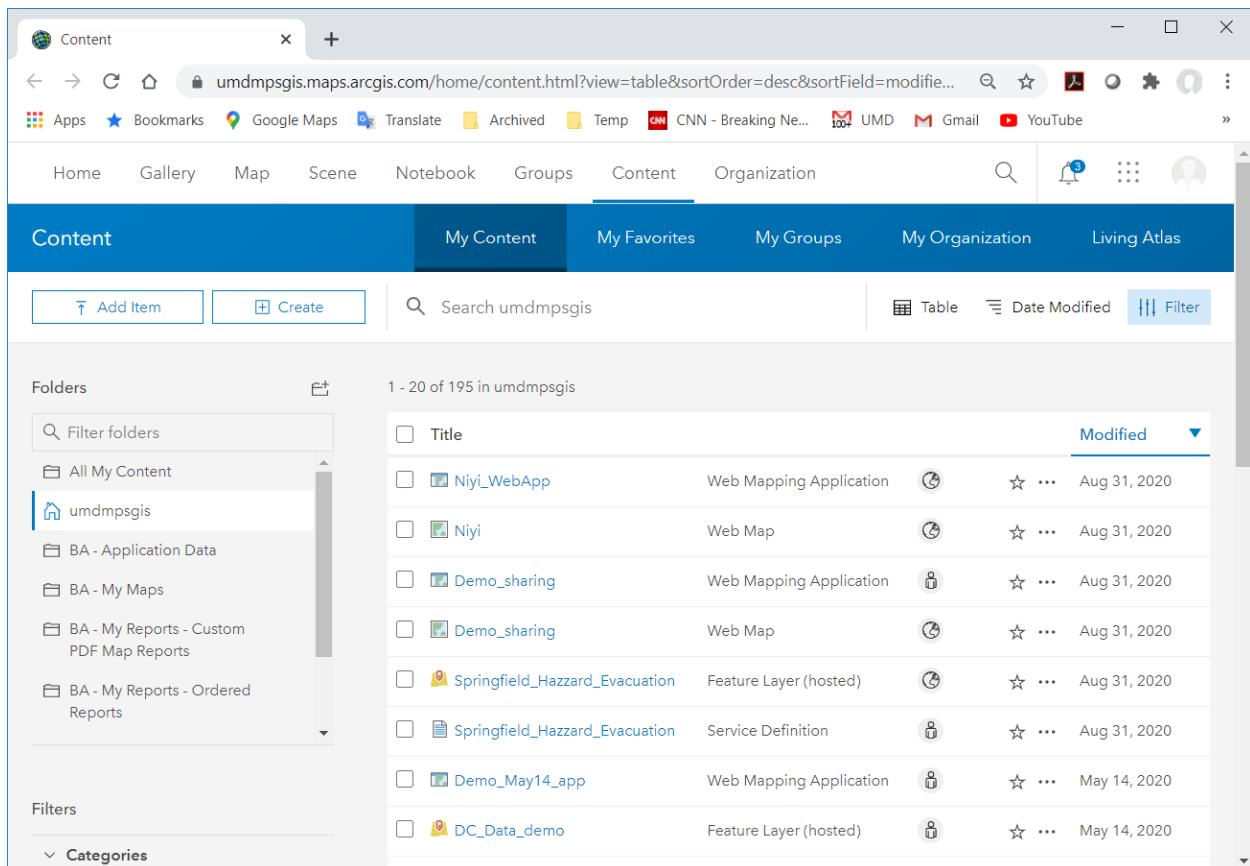 Content
umdmpsgis.maps.arcgis.com/home/content.html?view=table&sortOrder=desc&sortField=modifie...
Apps Bookmarks Google Maps Translate Archived Temp CNN CNN - Breaking Ne... 100+ UMD Gmail YouTube »
Home Gallery Map Scene Notebook Groups Content Organization 3
Content My Content My Favorites My Groups My Organization Living Atlas
Add Item Create Search umdmpsgis Table Date Modified Filter
Folders
1 - 20 of 195 in umdmpsgis
Filter folders
All My Content
umdmpsgis
BA - Application Data
BA - My Maps
BA - My Reports - Custom
PDF Map Reports
BA - My Reports - Ordered
Reports
Filters
Categories
Title Modified
Niyi_WebApp Web Mapping Application Aug 31, 2020
Niyi Web Map Aug 31, 2020
Demo_sharing Web Mapping Application Aug 31, 2020
Demo_sharing Web Map Aug 31, 2020
Springfield_Hazzard_Evacuation Feature Layer (hosted) Aug 31, 2020
Springfield_Hazzard_Evacuation Service Definition Aug 31, 2020
Demo_May14_app Web Mapping Application May 14, 2020
DC_Data_demo Feature Layer (hosted) May 14, 2020